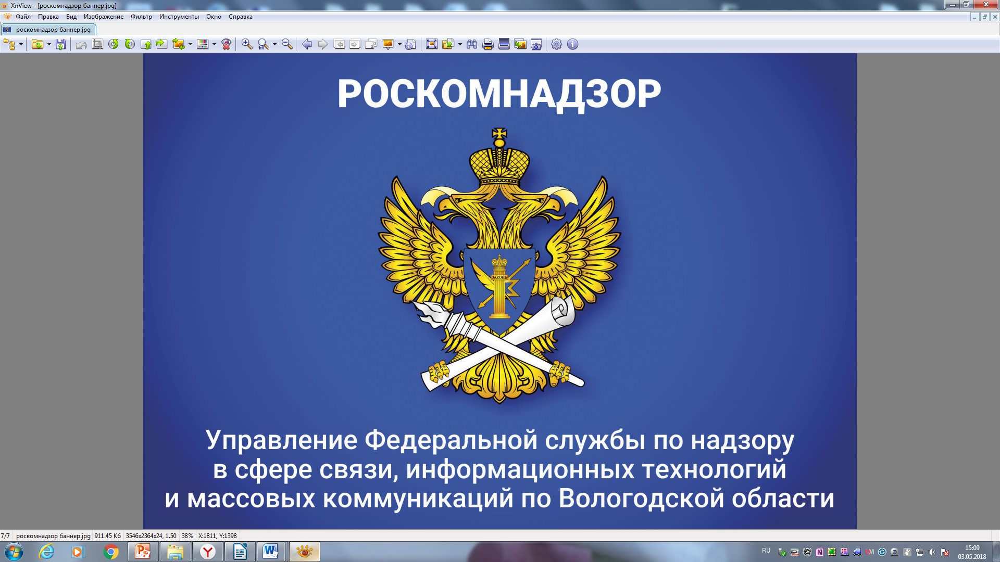 XnView - [роскомнадзор баннер.jpg]
Файл Правка Вид Изображение Фильтр Инструменты Окно Справка
роскомнадзор баннер.jpg
РОСКОМНАДЗОР
ЗАКОНЪ
Управление Федеральной службы по надзору
в сфере связи, информационных технологий
и массовых коммуникаций по Вологодской области
7/7 роскомнадзор баннер.jpg 911.45 Кб 3546x2364x24, 1.50 38% X:1811, Y:1398
RU
15:09
03.05.2018